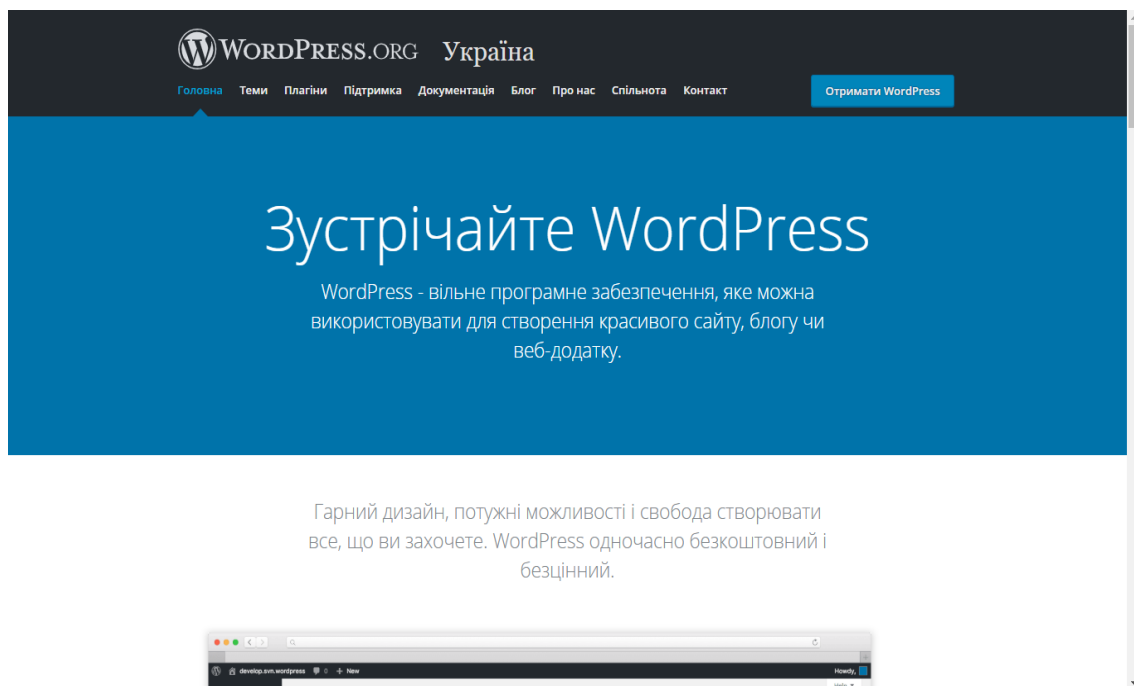 WORDPRESS.ORG Україна
Головна Теми Плагіни Підтримка Документація Блог Про нас Спільнота Контакт Отримати WordPress
Зустрічайте WordPress
WordPress - вільне програмне забезпечення, яке можна
використовувати для створення красивого сайту, блогу чи
веб-додатку.
Гарний дизайн, потужні можливості і свобода створювати
все, що ви захочете. WordPress одночасно безкоштовний і
безцінний.
develop.svn.wordpress 0 + New Howdy,